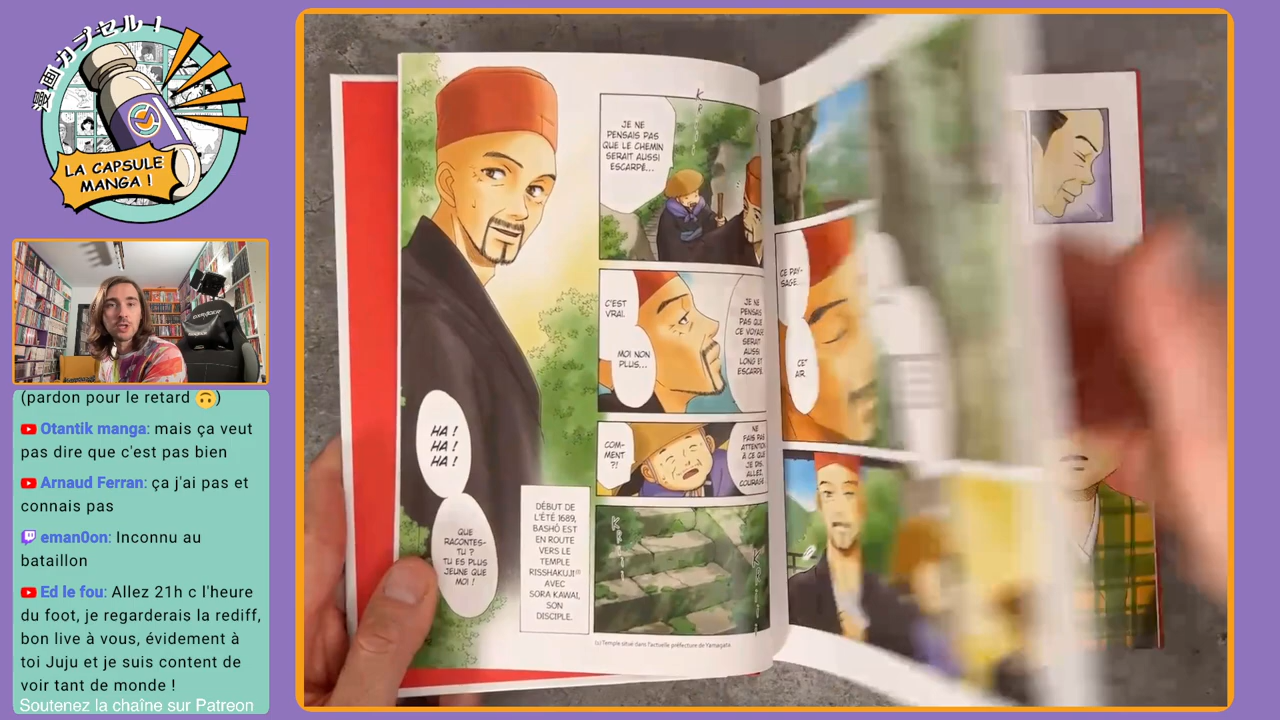 漫画カプセル！
LA CAPSULE
MANGA !
(pardon pour le retard 🙃)
Otantik manga: mais ça veut
pas dire que c'est pas bien
Arnaud Ferran: ça j'ai pas et
connais pas
eman0on: Inconnu au
bataillon
Ed le fou: Allez 21h c l'heure
du foot, je regarderais la rediff,
bon live à vous, évidement à
toi Juju et je suis content de
voir tant de monde !
Soutenez la chaîne sur Patreon
JE NE
PENSAIS PAS
QUE LE CHEMIN
SERAIT AUSSI
ESCARPÉ...
C'EST
VRAI.
MOI NON
PLUS...
JE NE
PENSAIS
PAS QUE
CE VOYAGE
SERAIT
AUSSI
LONG ET
ESCARPÉ.
COM-
MENT
?!
NE
FAIS PAS
ATTENTION
À CE QUE
JE DIS.
ALLEZ,
COURAGE.
HA !
HA !
HA !
QUE
RACONTES-
TU ?
TU ES PLUS
JEUNE QUE
MOI !
DÉBUT DE
L'ÉTÉ 1689,
BASHÔ EST
EN ROUTE
VERS LE
TEMPLE
RISSHAKUJI(1)
AVEC
SORA KAWAI,
SON
DISCIPLE.
(1) Temple situé dans l'actuelle préfecture de Yamagata.
CE PAY-
SAGE...
CET
AIR.